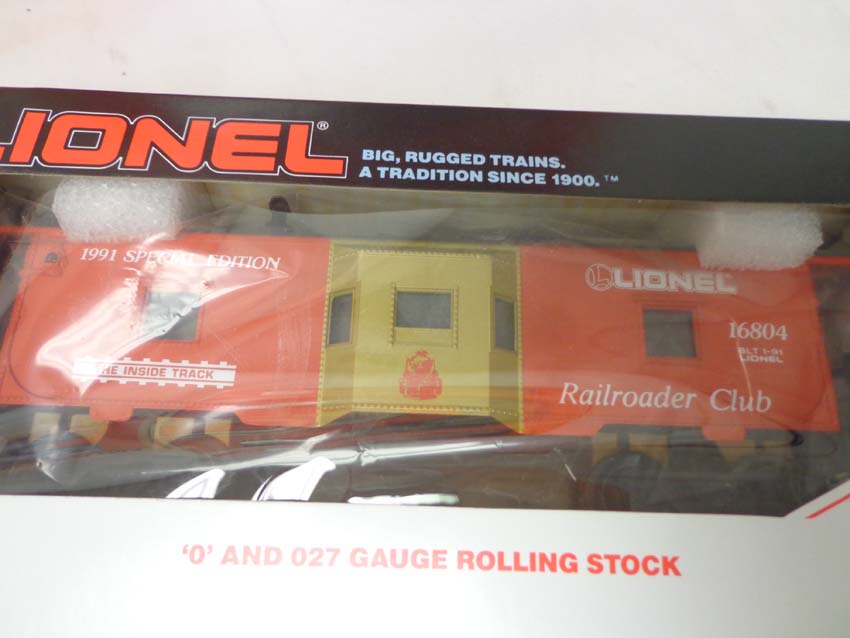 LIONEL®
BIG, RUGGED TRAINS.
A TRADITION SINCE 1900.™
1991 SPECIAL EDITION
THE INSIDE TRACK
L LIONEL
16804
BLT 1-91
LIONEL
Railroader Club
'O' AND 027 GAUGE ROLLING STOCK